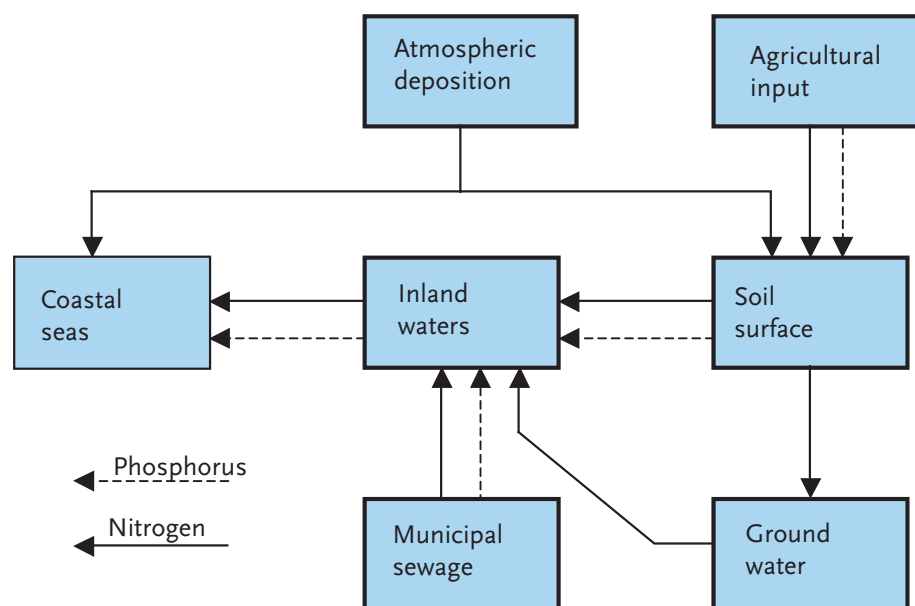 Atmospheric
deposition
Agricultural
input
Coastal
seas
Inland
waters
Soil
surface
Phosphorus
Nitrogen
Municipal
sewage
Ground
water